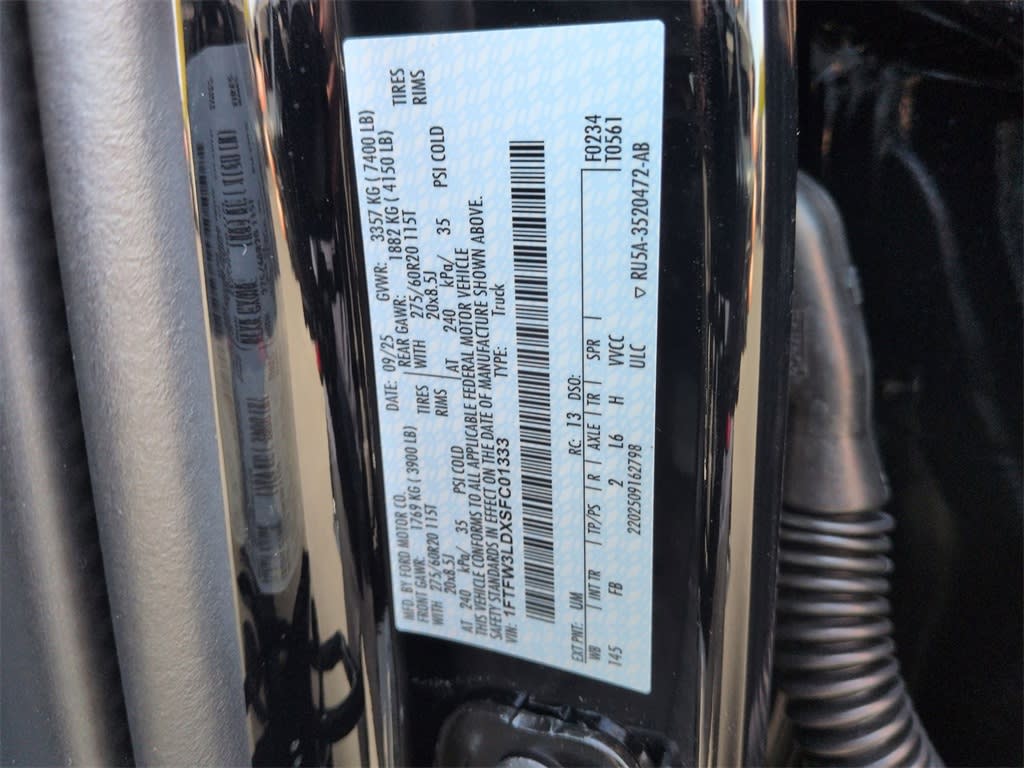 MFD. BY FORD MOTOR CO. DATE: 09/25 GVWR: 3357 KG ( 7400 LB)
FRONT GAWR: 1769 KG ( 3900 LB) REAR GAWR: 1882 KG ( 4150 LB)
WITH 275/60R20 115T TIRES WITH 275/60R20 115T TIRES
20x8.5J RIMS 20x8.5J RIMS
AT 240 kPa/ 35 PSI COLD AT 240 kPa/ 35 PSI COLD
THIS VEHICLE CONFORMS TO ALL APPLICABLE FEDERAL MOTOR VEHICLE
SAFETY STANDARDS IN EFFECT ON THE DATE OF MANUFACTURE SHOWN ABOVE.
VIN: 1FTFW3LDXSFC01333 TYPE: Truck
EXT PNT: UM RC: 13 DSO: F0234
WB INT TR TP/PS R AXLE TR SPR T0561
145 FB 2 L6 H VVCC
2202509162798 ULC ▽ RU5A-3520472-AB